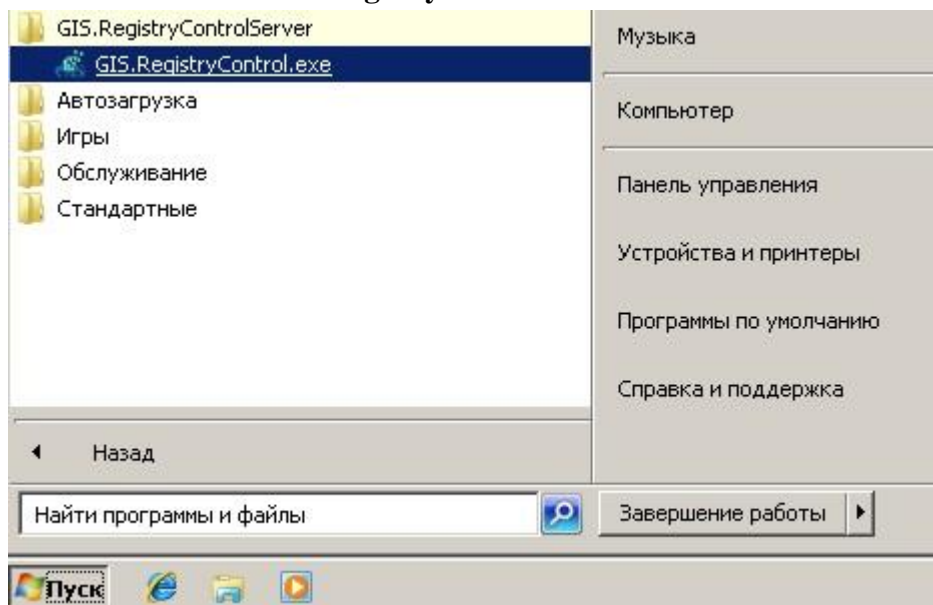 GIS.RegistryControlServer
GIS.RegistryControl.exe
Автозагрузка
Игры
Обслуживание
Стандартные
Назад
Найти программы и файлы
Музыка
Компьютер
Панель управления
Устройства и принтеры
Программы по умолчанию
Справка и поддержка
Завершение работы
Пуск